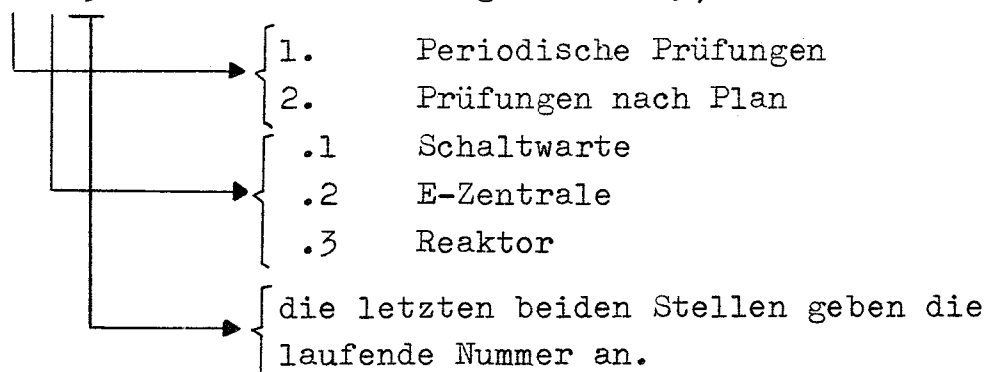 1. Periodische Prüfungen
2. Prüfungen nach Plan
.1 Schaltwarte
.2 E-Zentrale
.3 Reaktor
die letzten beiden Stellen geben die
laufende Nummer an.